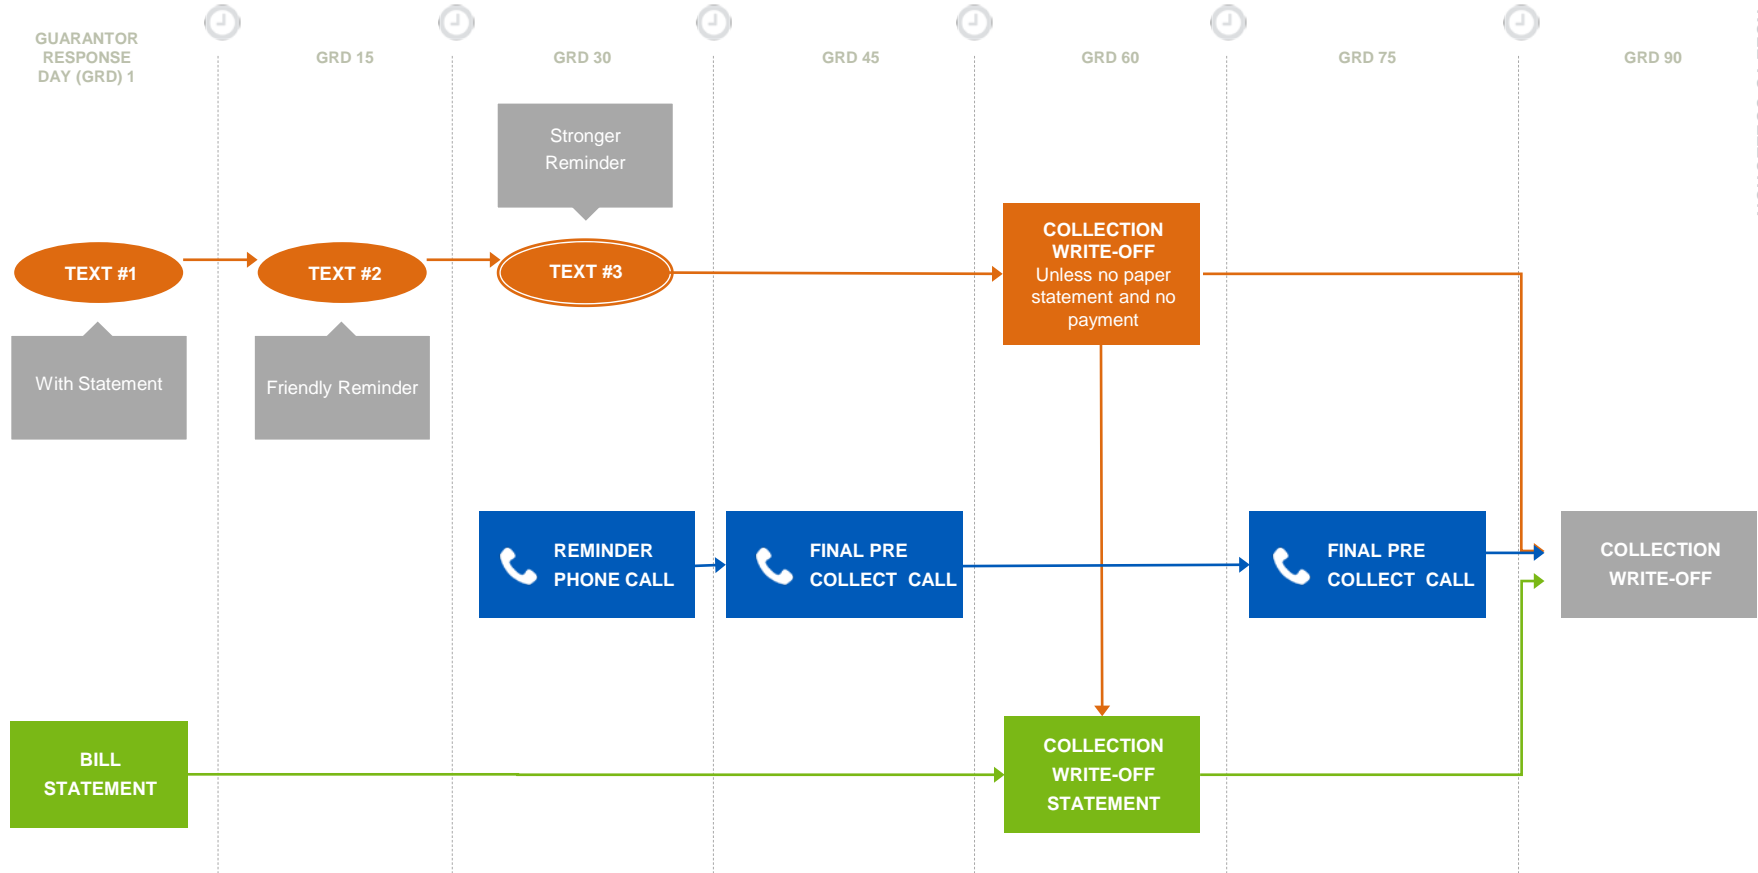 GUARANTOR
RESPONSE
DAY (GRD) 1
GRD 15
GRD 30
GRD 45
GRD 60
GRD 75
GRD 90
Stronger
Reminder
TEXT #1
TEXT #2
TEXT #3
COLLECTION
WRITE-OFF
Unless no paper
statement and no
payment
With Statement
Friendly Reminder
REMINDER
PHONE CALL
FINAL PRE
COLLECT CALL
FINAL PRE
COLLECT CALL
COLLECTION
WRITE-OFF
BILL
STATEMENT
COLLECTION
WRITE-OFF
STATEMENT